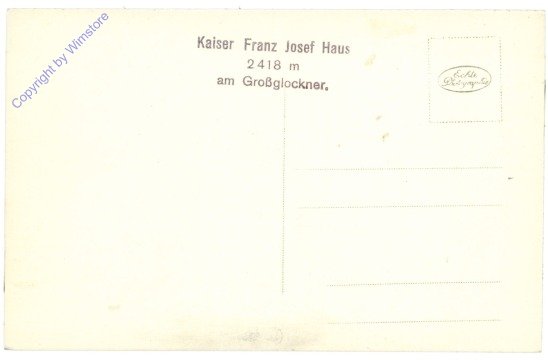 Kaiser Franz Josef Haus
2418 m
am Großglockner.
Echte
Photographie
Copyright by Wimstore